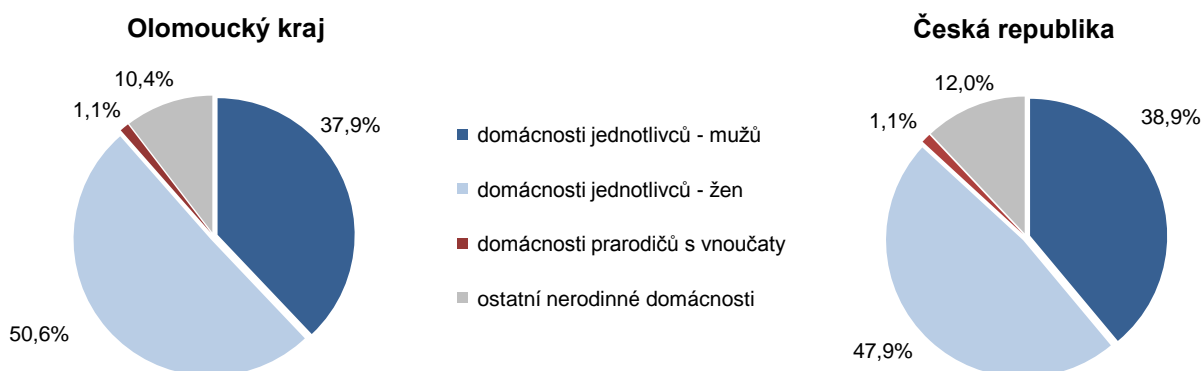 Olomoucký kraj
10,4%
1,1%
37,9%
50,6%
domácnosti jednotlivců - mužů
domácnosti jednotlivců - žen
domácnosti prarodičů s vnoučaty
ostatní nerodinné domácnosti
Česká republika
12,0%
1,1%
38,9%
47,9%